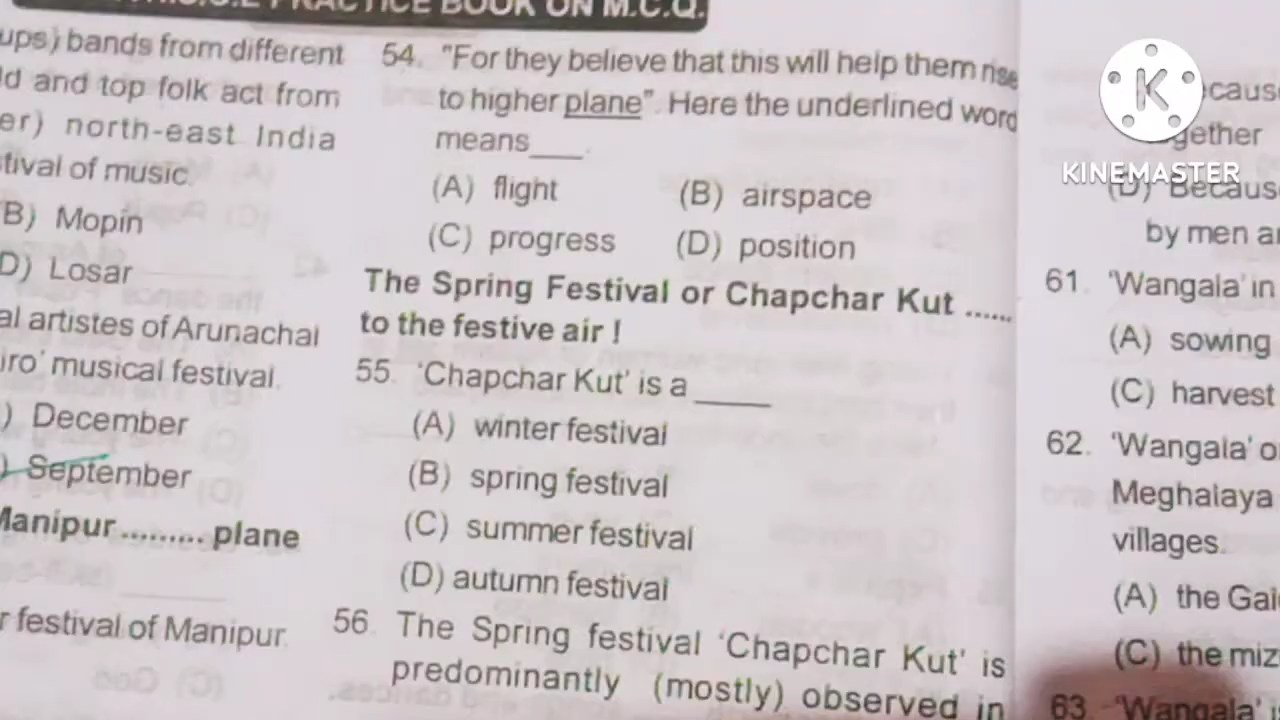 PRACTICE BOOK ON M.C.Q.
ups) bands from different
ld and top folk act from
er) north-east India
tival of music.
B) Mopin
D) Losar
al artistes of Arunachal
iro' musical festival.
) December
) September
Manipur ......... plane
r festival of Manipur.
54. "For they believe that this will help them rise
to higher plane". Here the underlined word
means____.
(A) flight
(B) airspace
(C) progress
(D) position
The Spring Festival or Chapchar Kut ......
to the festive air !
55. 'Chapchar Kut' is a _____
(A) winter festival
(B) spring festival
(C) summer festival
(D) autumn festival
56. The Spring festival 'Chapchar Kut' is
predominantly (mostly) observed in
ecause
gether
(D) Because
by men a
61. 'Wangala' in
(A) sowing
(C) harvest
62. 'Wangala' o
Meghalaya
villages.
(A) the Ga
(C) the miz
63. 'Wangala' i
K
KINEMASTER